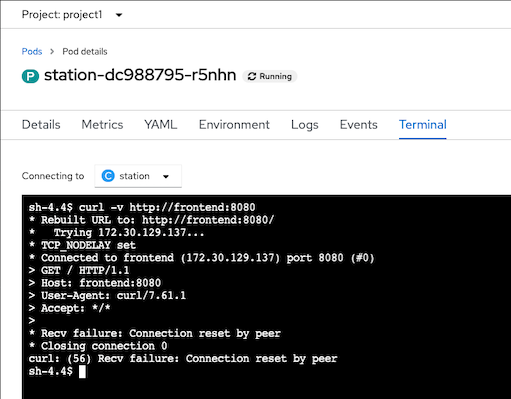 Project: project1
Pods > Pod details
P station-dc988795-r5nhn Running
Details Metrics YAML Environment Logs Events Terminal
Connecting to C station
sh-4.4$ curl -v http://frontend:8080
* Rebuilt URL to: http://frontend:8080/
*   Trying 172.30.129.137...
* TCP_NODELAY set
* Connected to frontend (172.30.129.137) port 8080 (#0)
> GET / HTTP/1.1
> Host: frontend:8080
> User-Agent: curl/7.61.1
> Accept: */*
>
* Recv failure: Connection reset by peer
* Closing connection 0
curl: (56) Recv failure: Connection reset by peer
sh-4.4$